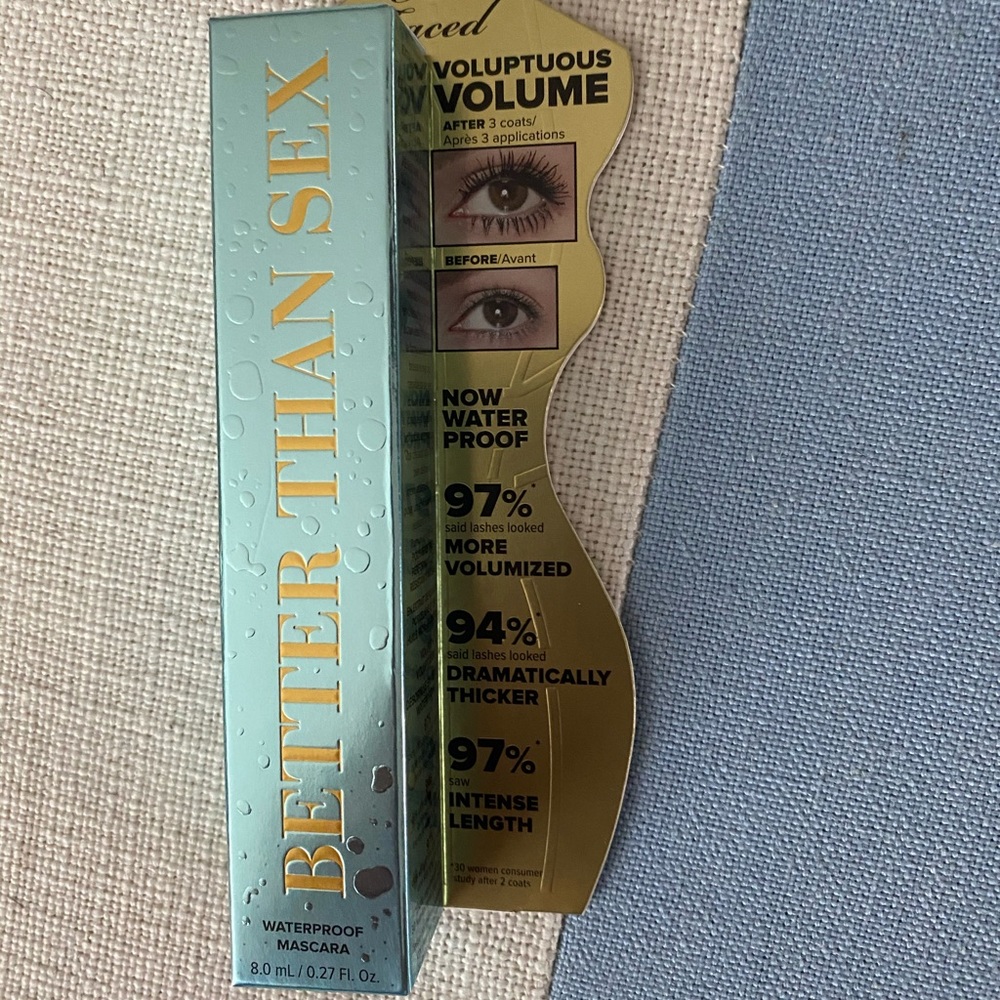 BETTER THAN SEX
WATERPROOF
MASCARA
8.0 mL / 0.27 Fl. Oz.
VOLUPTUOUS
VOLUME
AFTER 3 coats/
Après 3 applications
BEFORE/Avant
NOW
WATER
PROOF
97%*
said lashes looked
MORE
VOLUMIZED
94%*
said lashes looked
DRAMATICALLY
THICKER
97%*
saw
INTENSE
LENGTH
*30 women consumer
study after 2 coats